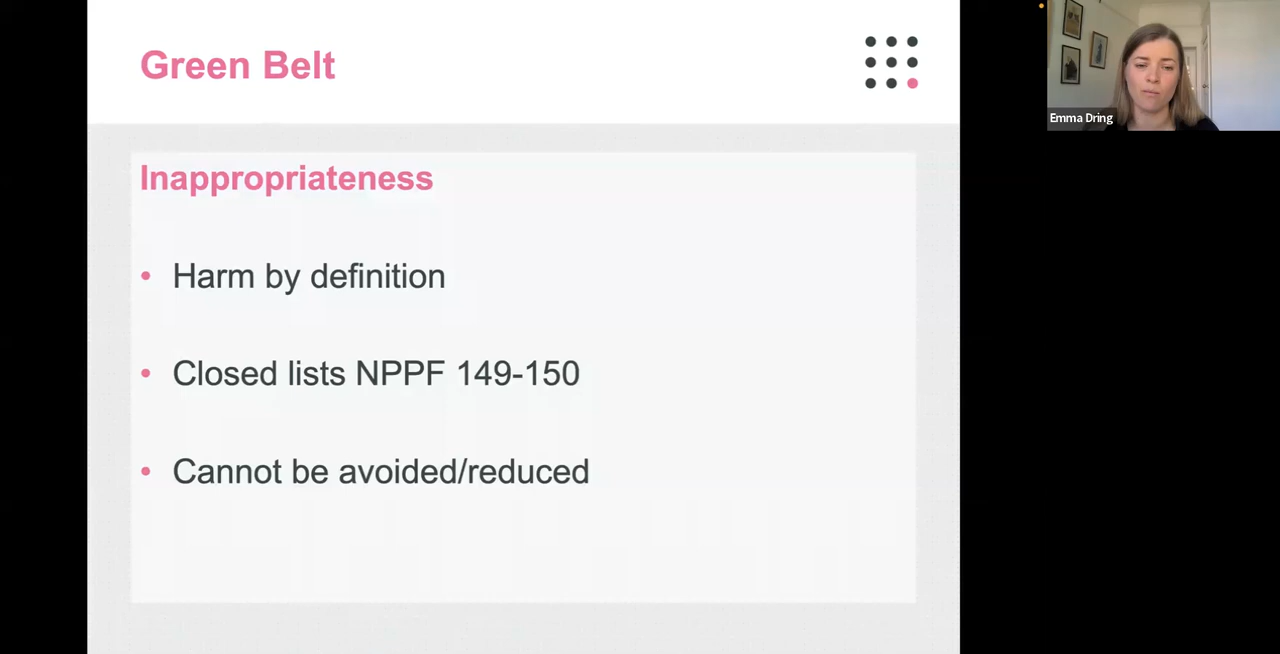 Green Belt
Emma Dring
Inappropriateness
• Harm by definition
• Closed lists NPPF 149-150
• Cannot be avoided/reduced